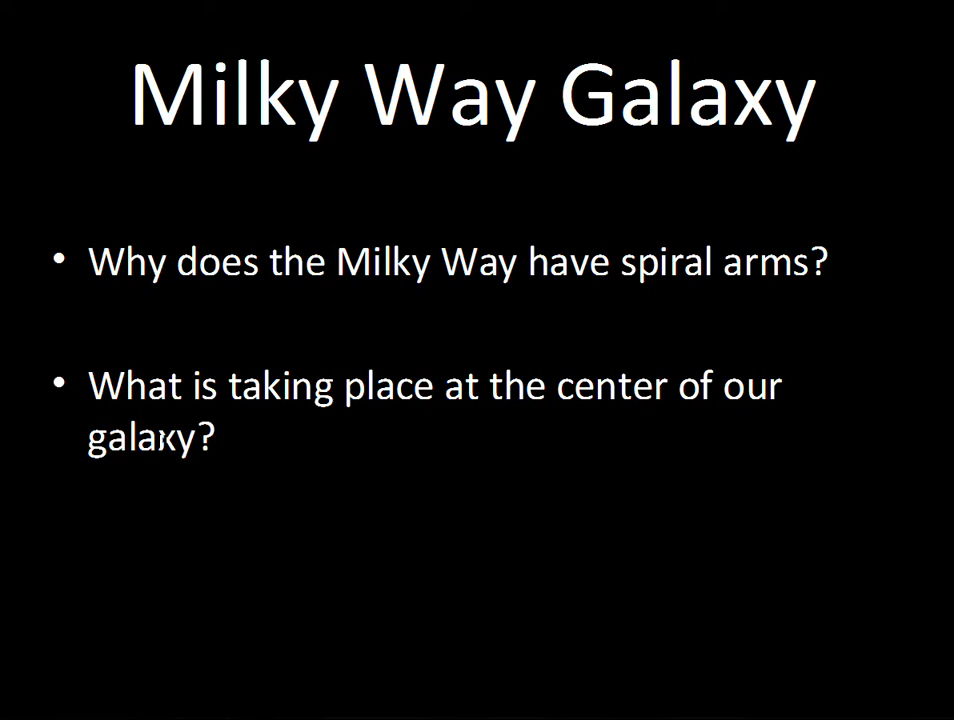 Milky Way Galaxy
• Why does the Milky Way have spiral arms?
• What is taking place at the center of our
galaxy?